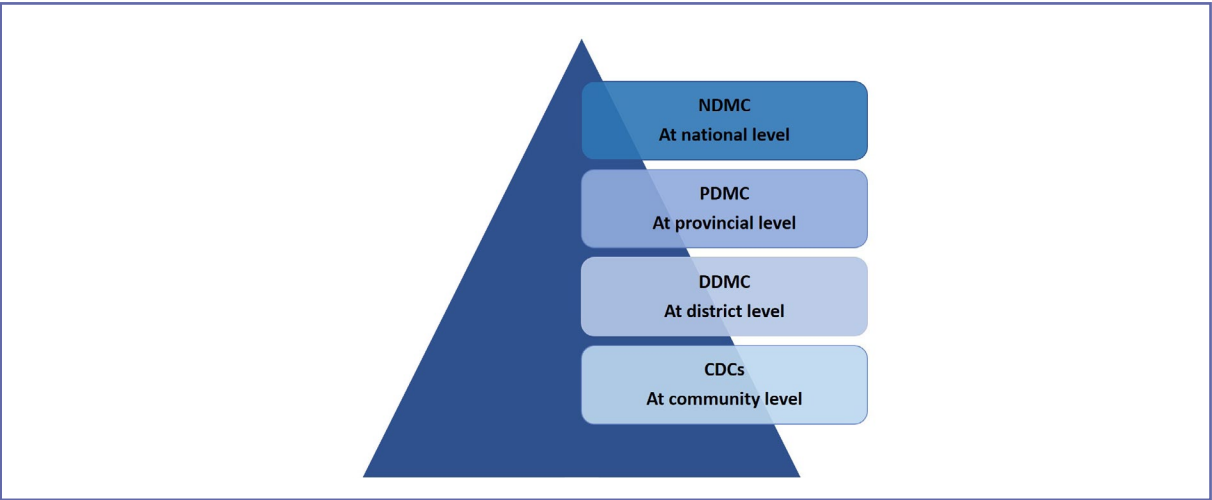 NDMC
At national level
PDMC
At provincial level
DDMC
At district level
CDCs
At community level